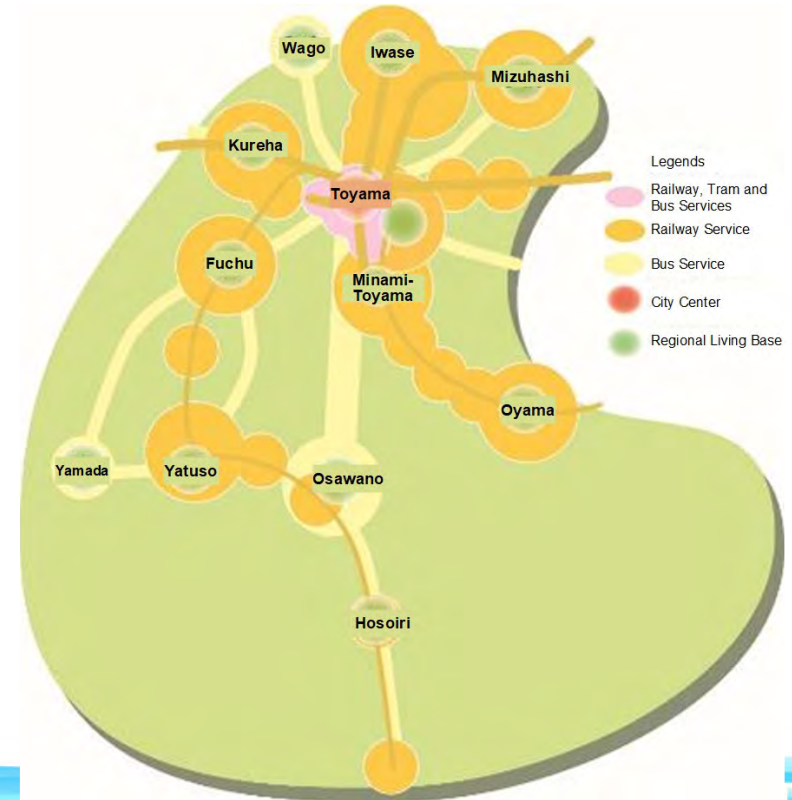 Wago
Iwase
Mizuhashi
Kureha
Toyama
Fuchu
Minami-
Toyama
Oyama
Yamada
Yatuso
Osawano
Hosoiri
Legends
Railway, Tram and
Bus Services
Railway Service
Bus Service
City Center
Regional Living Base